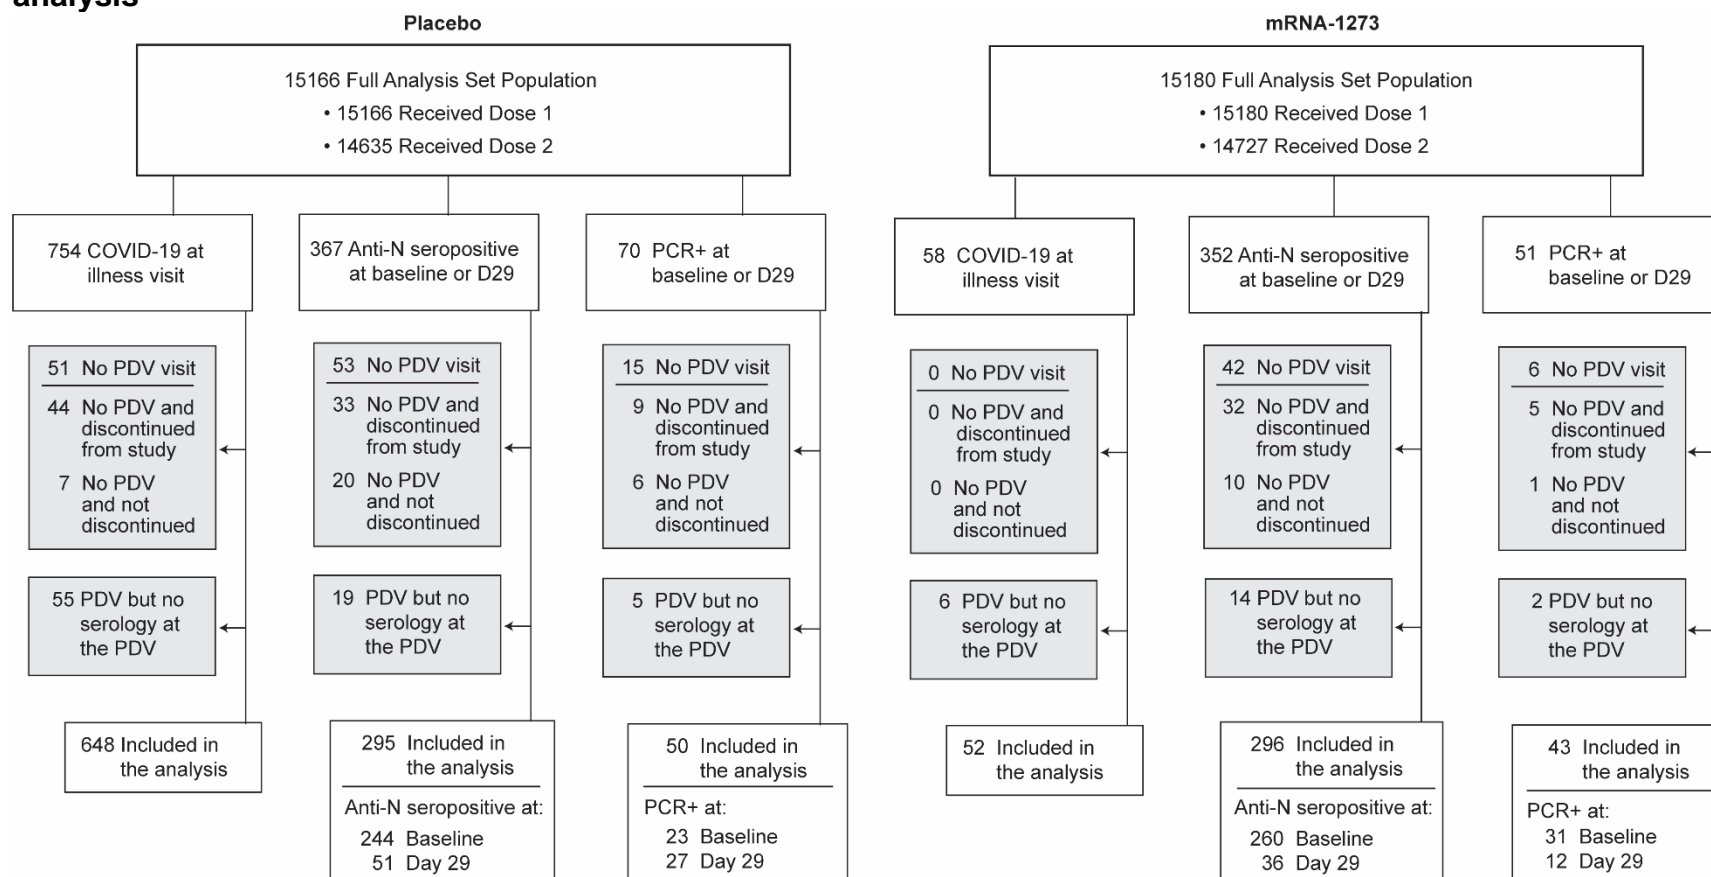 analysis
Placebo
15166 Full Analysis Set Population
• 15166 Received Dose 1
• 14635 Received Dose 2
754 COVID-19 at
illness visit
367 Anti-N seropositive
at baseline or D29
70 PCR+ at
baseline or D29
51 No PDV visit
44 No PDV and
discontinued
from study
7 No PDV
and not
discontinued
53 No PDV visit
33 No PDV and
discontinued
from study
20 No PDV
and not
discontinued
15 No PDV visit
9 No PDV and
discontinued
from study
6 No PDV
and not
discontinued
55 PDV but no
serology at
the PDV
19 PDV but no
serology at
the PDV
5 PDV but no
serology at
the PDV
648 Included in
the analysis
295 Included in
the analysis
Anti-N seropositive at:
244 Baseline
51 Day 29
50 Included in
the analysis
PCR+ at:
23 Baseline
27 Day 29
mRNA-1273
15180 Full Analysis Set Population
• 15180 Received Dose 1
• 14727 Received Dose 2
58 COVID-19 at
illness visit
352 Anti-N seropositive
at baseline or D29
51 PCR+ at
baseline or D29
0 No PDV visit
0 No PDV and
discontinued
from study
0 No PDV
and not
discontinued
42 No PDV visit
32 No PDV and
discontinued
from study
10 No PDV
and not
discontinued
6 No PDV visit
5 No PDV and
discontinued
from study
1 No PDV
and not
discontinued
6 PDV but no
serology at
the PDV
14 PDV but no
serology at
the PDV
2 PDV but no
serology at
the PDV
52 Included in
the analysis
296 Included in
the analysis
Anti-N seropositive at:
260 Baseline
36 Day 29
43 Included in
the analysis
PCR+ at:
31 Baseline
12 Day 29